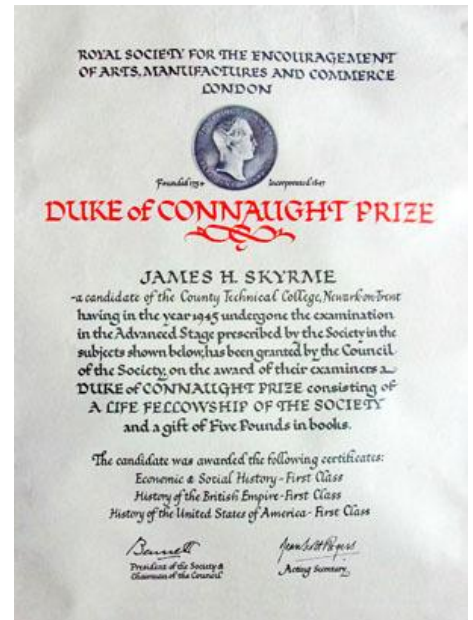 ROYAL SOCIETY FOR THE ENCOURAGEMENT
OF ARTS, MANUFACTURES AND COMMERCE
LONDON
Founded 1754 Incorporated 1847
DUKE of CONNAUGHT PRIZE
JAMES H. SKYRME
-a candidate of the County Technical College, Newark-on-Trent
having in the year 1945 undergone the examination
in the Advanced Stage prescribed by the Society in the
subjects shown below, has been granted by the Council
of the Society, on the award of their examiners a
DUKE of CONNAUGHT PRIZE consisting of
A LIFE FELLOWSHIP OF THE SOCIETY
and a gift of Five Pounds in books.
The candidate was awarded the following certificates:
Economic & Social History - First Class
History of the British Empire - First Class
History of the United States of America - First Class
Bennett
President of the Society &
Chairman of the Council
Acting Secretary